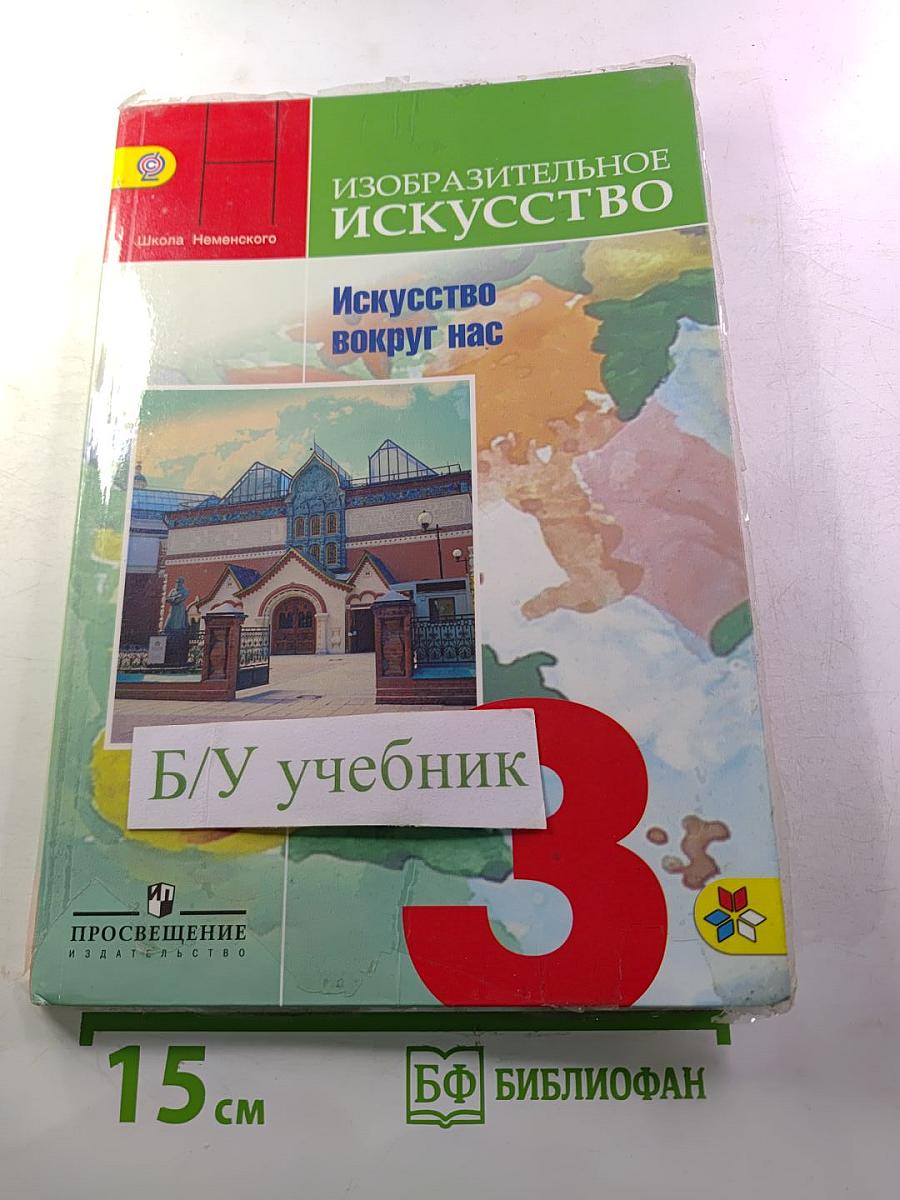 Школа Неменского
ИЗОБРАЗИТЕЛЬНОЕ
ИСКУССТВО
Искусство
вокруг нас
Б/У учебник
3
ПРОСВЕЩЕНИЕ
ИЗДАТЕЛЬСТВО
15 см
БФ БИБЛИОФАН